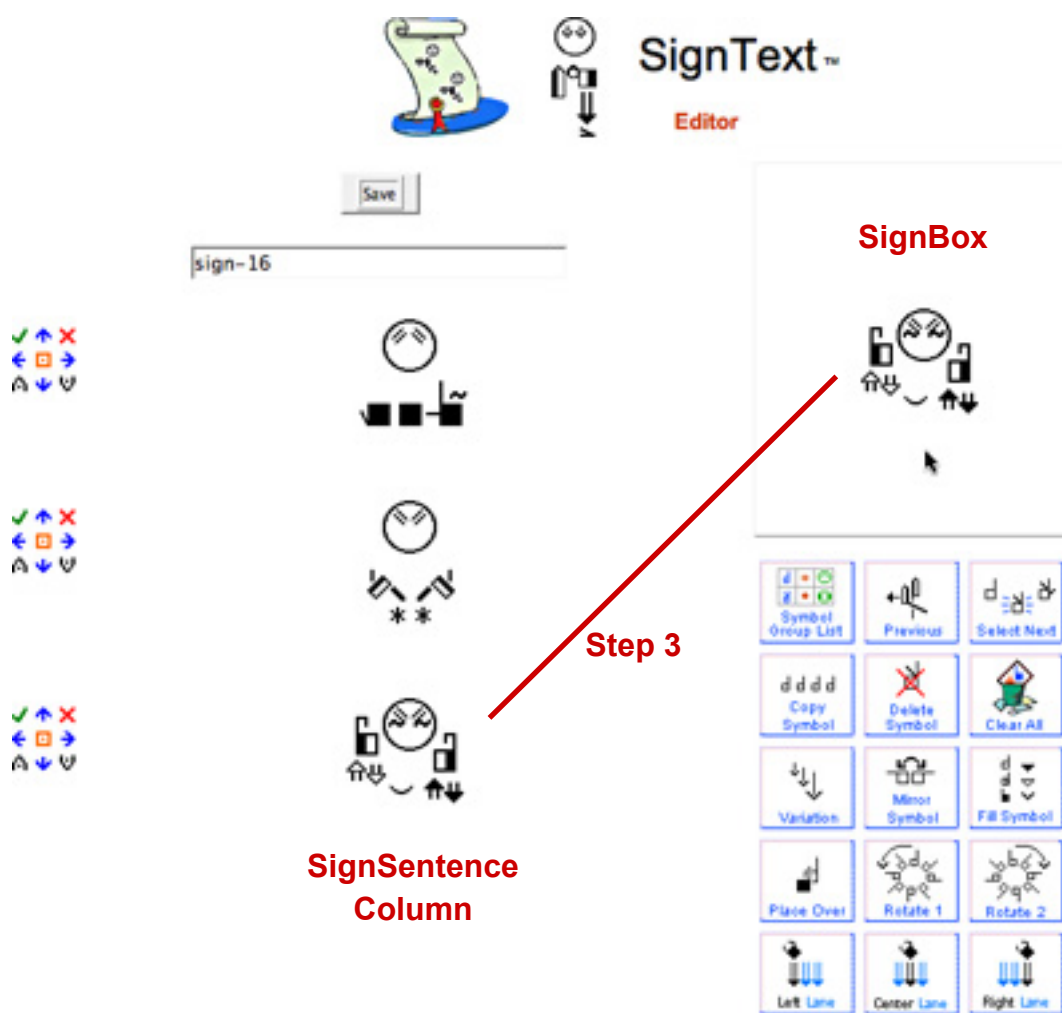 SignText™
Editor
Save
sign-16
SignBox
Step 3
SignSentence
Column
Symbol
Group List
Previous
Select Next
Copy
Symbol
Delete
Symbol
Clear All
Variation
Mirror
Symbol
Fill Symbol
Place Over
Rotate 1
Rotate 2
Left Lane
Center Lane
Right Lane